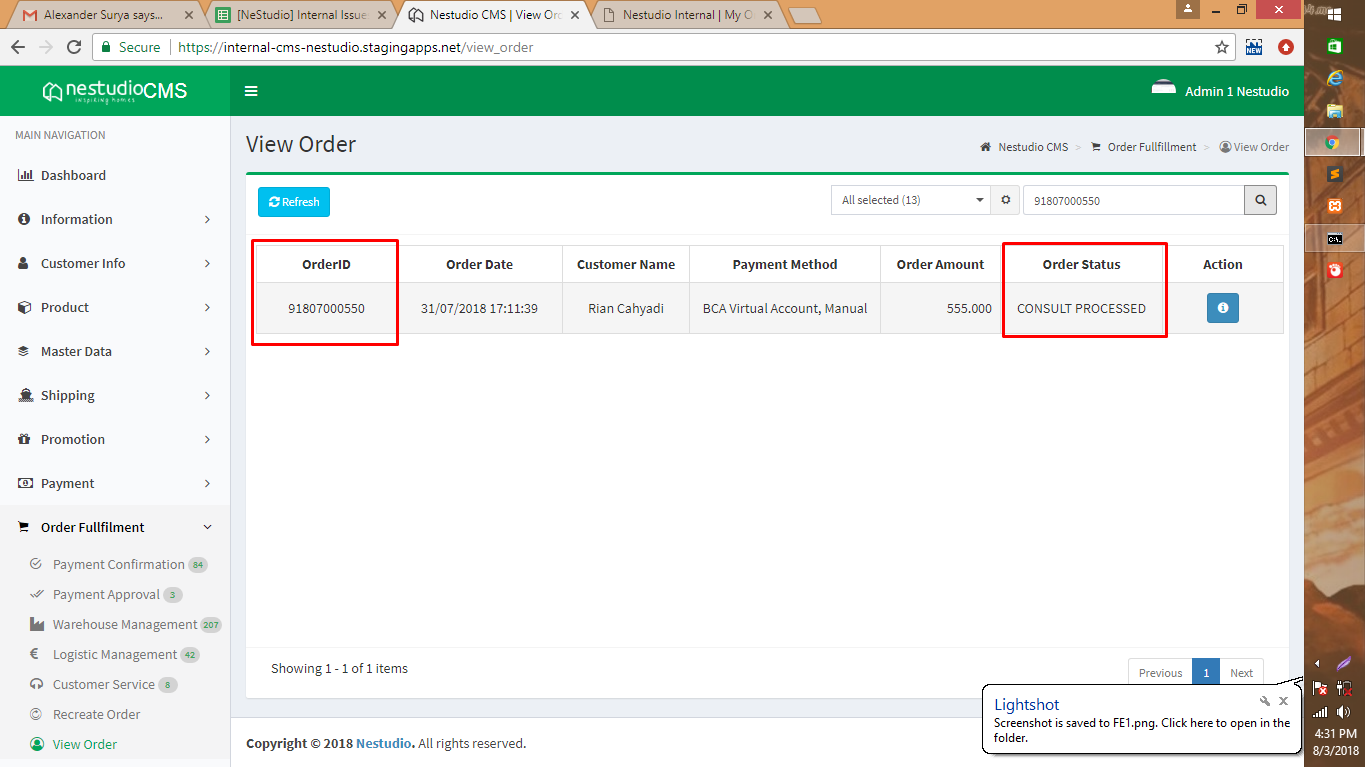 Alexander Surya says...
[NeStudio] Internal Issue
Nestudio CMS | View Ord
Nestudio Internal | My O
Secure
https://internal-cms-nestudio.stagingapps.net/view_order
NEW
nestudioCMS
inspiring homes
Admin 1 Nestudio
MAIN NAVIGATION
Dashboard
Information
Customer Info
Product
Master Data
Shipping
Promotion
Payment
Order Fullfilment
Payment Confirmation 84
Payment Approval 3
Warehouse Management 207
Logistic Management 42
Customer Service 8
Recreate Order
View Order
View Order
Nestudio CMS > Order Fullfillment > View Order
Refresh
All selected (13)
91807000550
OrderID Order Date Customer Name Payment Method Order Amount Order Status Action
91807000550 31/07/2018 17:11:39 Rian Cahyadi BCA Virtual Account, Manual 555.000 CONSULT PROCESSED
Showing 1 - 1 of 1 items
Previous 1 Next
Copyright © 2018 Nestudio. All rights reserved.
Lightshot
Screenshot is saved to FE1.png. Click here to open in the
folder.
4:31 PM
8/3/2018